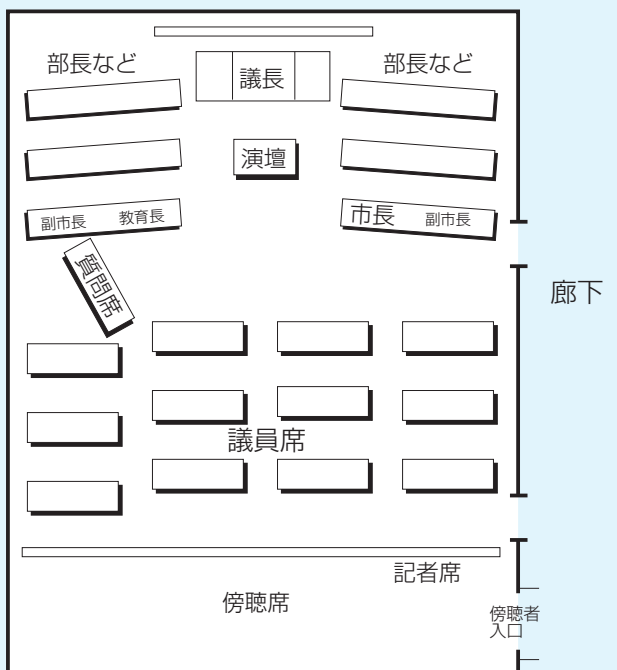 部長など
議長
部長など
演壇
副市長 教育長
市長 副市長
質問席
廊下
議員席
記者席
傍聴席
傍聴者
入口